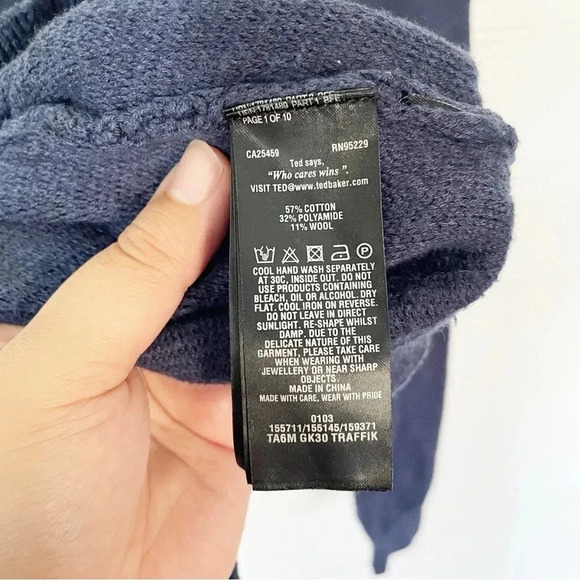 PAGE 1 OF 10
CA25459 RN95229
Ted says,
"Who cares wins".
VISIT TED@www.tedbaker.com
57% COTTON
32% POLYAMIDE
11% WOOL
P
COOL HAND WASH SEPARATELY
AT 30C, INSIDE OUT. DO NOT
USE PRODUCTS CONTAINING
BLEACH, OIL OR ALCOHOL. DRY
FLAT. COOL IRON ON REVERSE.
DO NOT LEAVE IN DIRECT
SUNLIGHT. RE-SHAPE WHILST
DAMP. DUE TO THE
DELICATE NATURE OF THIS
GARMENT, PLEASE TAKE CARE
WHEN WEARING WITH
JEWELLERY OR NEAR SHARP
OBJECTS.
MADE IN CHINA
MADE WITH CARE, WEAR WITH PRIDE
0103
155711/155145/159371
TA6M GK30 TRAFFIK